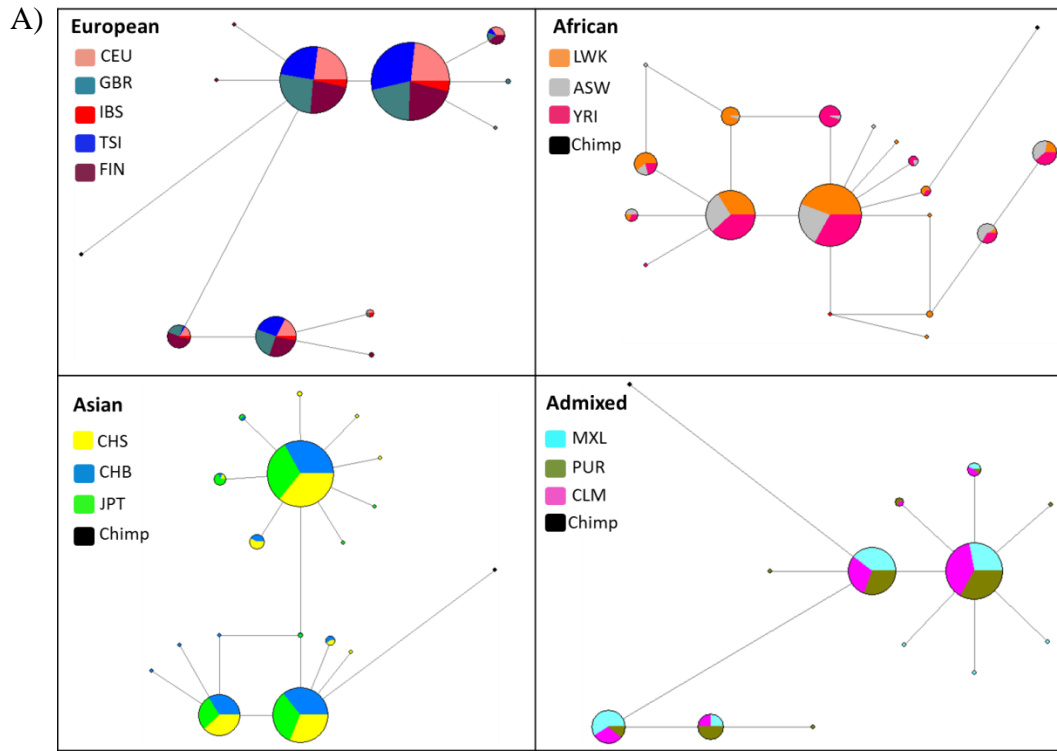 A)
European
CEU
GBR
IBS
TSI
FIN
African
LWK
ASW
YRI
Chimp
Asian
CHS
CHB
JPT
Chimp
Admixed
MXL
PUR
CLM
Chimp